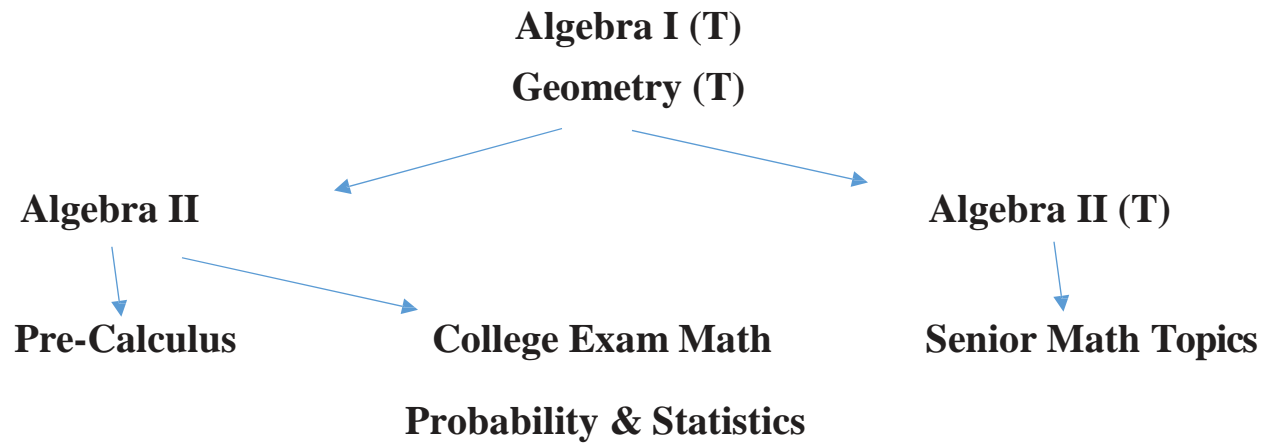 Algebra I (T)
Geometry (T)
Algebra II
Algebra II (T)
Pre-Calculus
College Exam Math
Senior Math Topics
Probability & Statistics